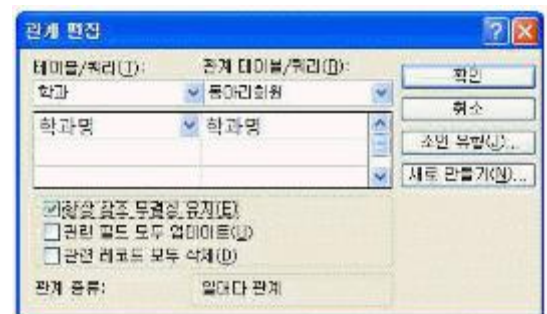 관계 편집
테이블/쿼리(T): 관계 테이블/쿼리(R):
학과 동아리회원
학과명 학과명
확인
취소
조인 유형(J)...
새로 만들기(N)...
항상 참조 무결성 유지(E)
관련 필드 모두 업데이트(U)
관련 레코드 모두 삭제(D)
관계 종류: 일대다 관계